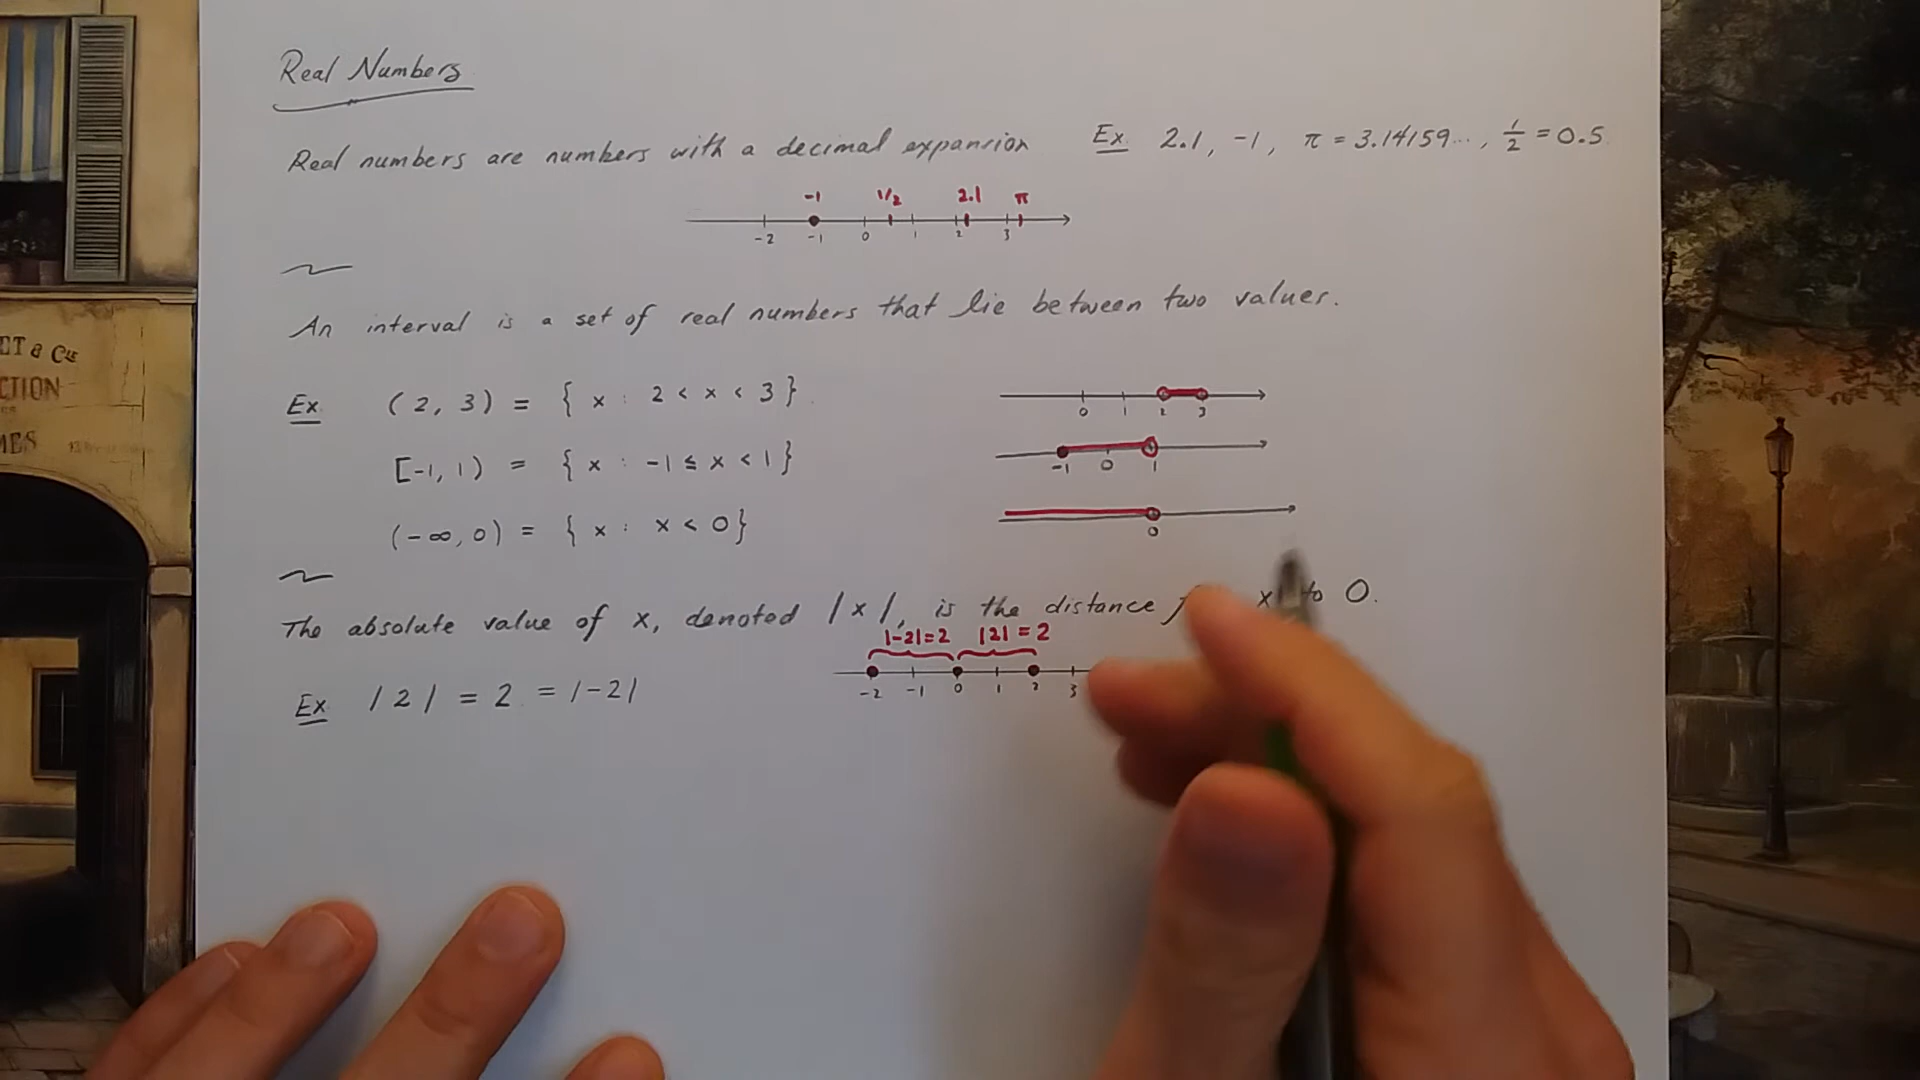 Real Numbers
Real numbers are numbers with a decimal expansion Ex 2.1, -1, π = 3.14159..., 1/2 = 0.5
-1 1/2 2.1 π
-2 -1 0 1 2 3
An interval is a set of real numbers that lie between two values.
Ex (2, 3) = { x : 2 < x < 3 }
0 1 2 3
[-1, 1) = { x : -1 ≤ x < 1 }
-1 0 1
(-∞, 0) = { x : x < 0 }
0
The absolute value of x, denoted |x|, is the distance x to 0.
|-2| = 2 |2| = 2
-2 -1 0 1 2 3
Ex |2| = 2 = |-2|
CTION